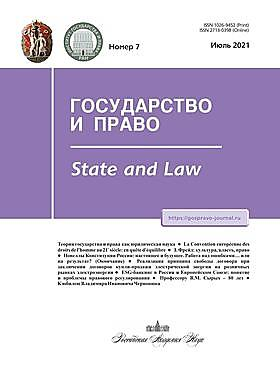 ISSN-1026-9452 (Print)
ISSN 2713-0398 (Online)
Номер 7
Июль 2021
ГОСУДАРСТВО
И ПРАВО
State and Law
https://gospravo-journal.ru
Теория государства и права как юридическая наука ● La Convention européenne des
droits de l'homme au 21e siècle: en quête d'équilibre ● З. Фрейд: культура, власть, право
● Новеллы Конституции России: настоящее и будущее. Работа над ошибками... или
на результат? (Окончание) ● Реализация принципа свободы договора при
заключении договоров купли-продажи электрической энергии на розничных
рынках электроэнергии ● ESG-банкинг в России и Европейском Союзе: понятие
и проблемы правового регулирования ● Профессору В.М. Сырых – 80 лет ●
К юбилею Владимира Ивановича Червонюка
Российская Академия Наук